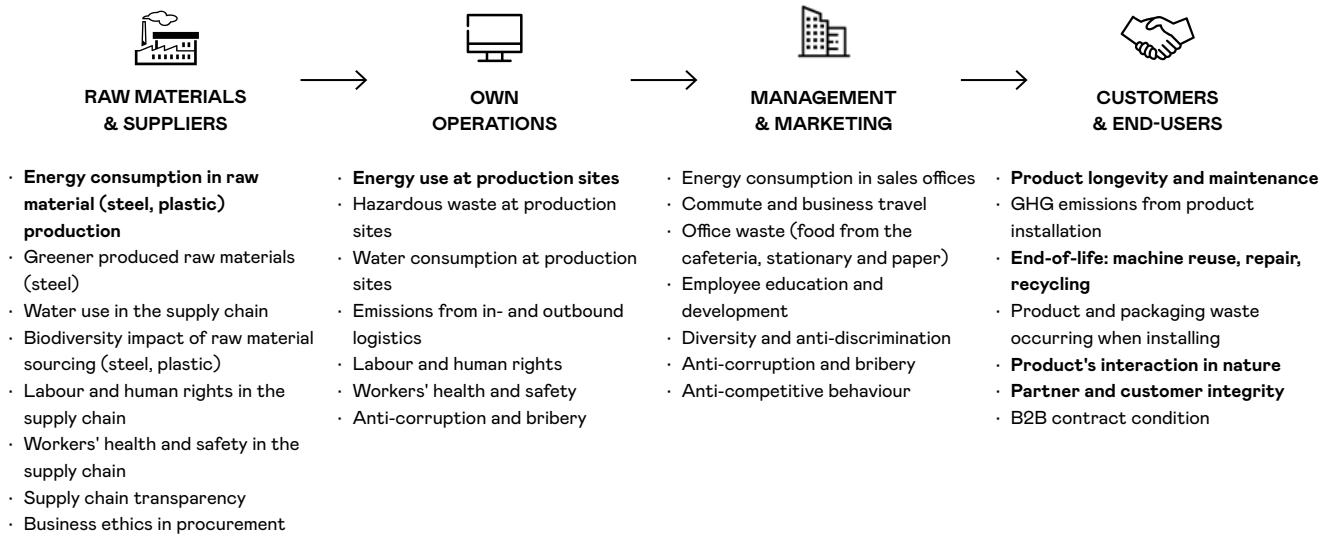 RAW MATERIALS
& SUPPLIERS
· Energy consumption in raw
material (steel, plastic)
production
· Greener produced raw materials
(steel)
· Water use in the supply chain
· Biodiversity impact of raw material
sourcing (steel, plastic)
· Labour and human rights in the
supply chain
· Workers' health and safety in the
supply chain
· Supply chain transparency
· Business ethics in procurement
OWN
OPERATIONS
· Energy use at production sites
· Hazardous waste at production
sites
· Water consumption at production
sites
· Emissions from in- and outbound
logistics
· Labour and human rights
· Workers' health and safety
· Anti-corruption and bribery
MANAGEMENT
& MARKETING
· Energy consumption in sales offices
· Commute and business travel
· Office waste (food from the
cafeteria, stationary and paper)
· Employee education and
development
· Diversity and anti-discrimination
· Anti-corruption and bribery
· Anti-competitive behaviour
CUSTOMERS
& END-USERS
· Product longevity and maintenance
· GHG emissions from product
installation
· End-of-life: machine reuse, repair,
recycling
· Product and packaging waste
occurring when installing
· Product's interaction in nature
· Partner and customer integrity
· B2B contract condition